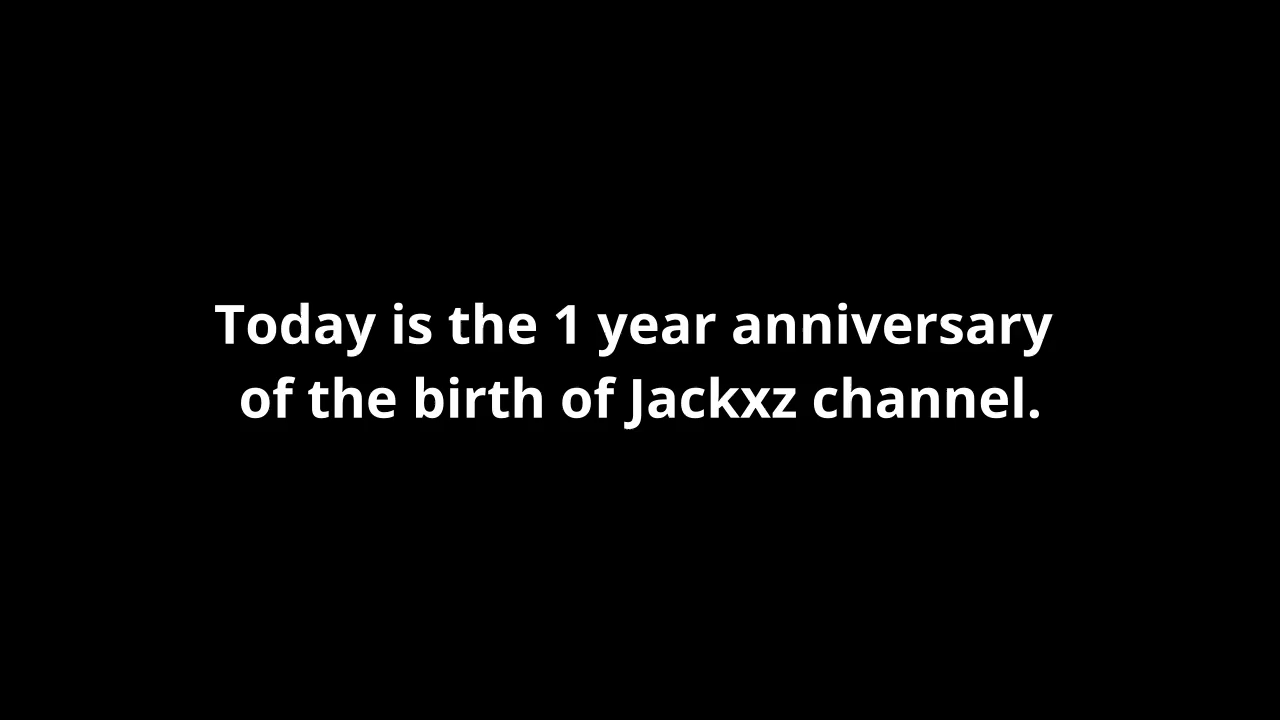 Today is the 1 year anniversary
of the birth of Jackxz channel.